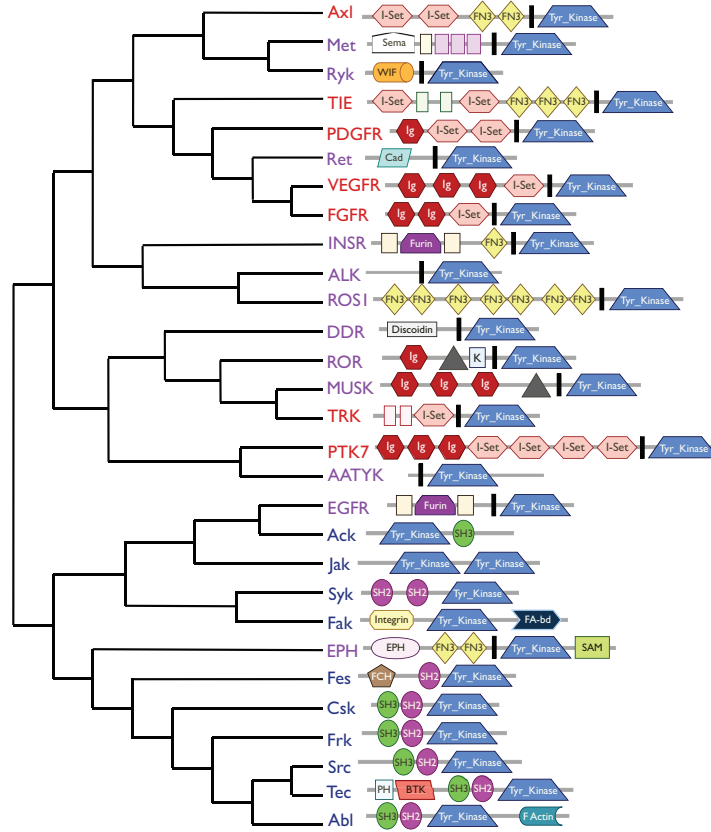 Axl I-Set I-Set FN3 FN3 Tyr_Kinase
Met Sema Tyr_Kinase
Ryk WIF Tyr_Kinase
TIE I-Set I-Set FN3 FN3 FN3 Tyr_Kinase
PDGFR Ig I-Set I-Set Tyr_Kinase
Ret Cad Tyr_Kinase
VEGFR Ig Ig Ig I-Set Tyr_Kinase
FGFR Ig Ig I-Set Tyr_Kinase
INSR Furin FN3 Tyr_Kinase
ALK Tyr_Kinase
ROS1 FN3 FN3 FN3 FN3 FN3 FN3 FN3 Tyr_Kinase
DDR Discoidin Tyr_Kinase
ROR Ig K Tyr_Kinase
MUSK Ig Ig Ig Tyr_Kinase
TRK I-Set Tyr_Kinase
PTK7 Ig Ig Ig I-Set I-Set I-Set I-Set Tyr_Kinase
AATYK Tyr_Kinase
EGFR Furin Tyr_Kinase
Ack Tyr_Kinase SH3
Jak Tyr_Kinase Tyr_Kinase
Syk SH2 SH2 Tyr_Kinase
Fak Integrin Tyr_Kinase FA-bd
EPH EPH FN3 FN3 Tyr_Kinase SAM
Fes FCH SH2 Tyr_Kinase
Csk SH3 SH2 Tyr_Kinase
Frk SH3 SH2 Tyr_Kinase
Src SH3 SH2 Tyr_Kinase
Tec PH BTK SH3 SH2 Tyr_Kinase
Abl SH3 SH2 Tyr_Kinase F Actin